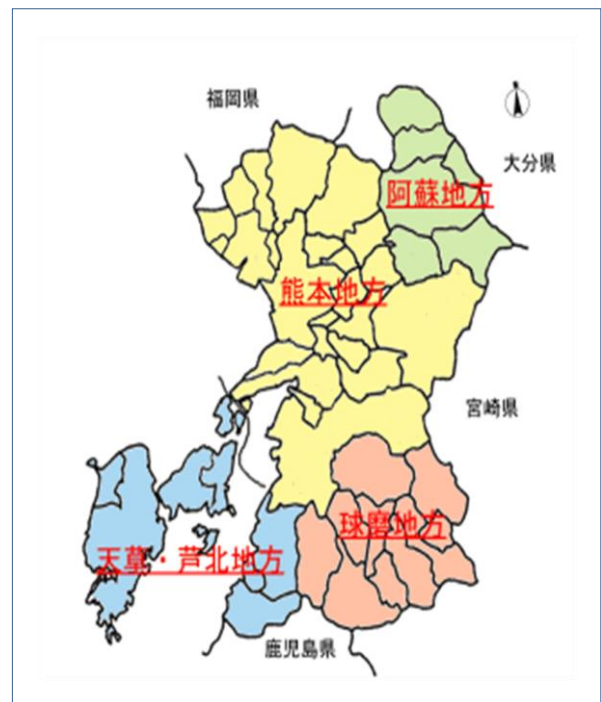 福岡県
大分県
阿蘇地方
熊本地方
宮崎県
球磨地方
天草・芦北地方
鹿児島県